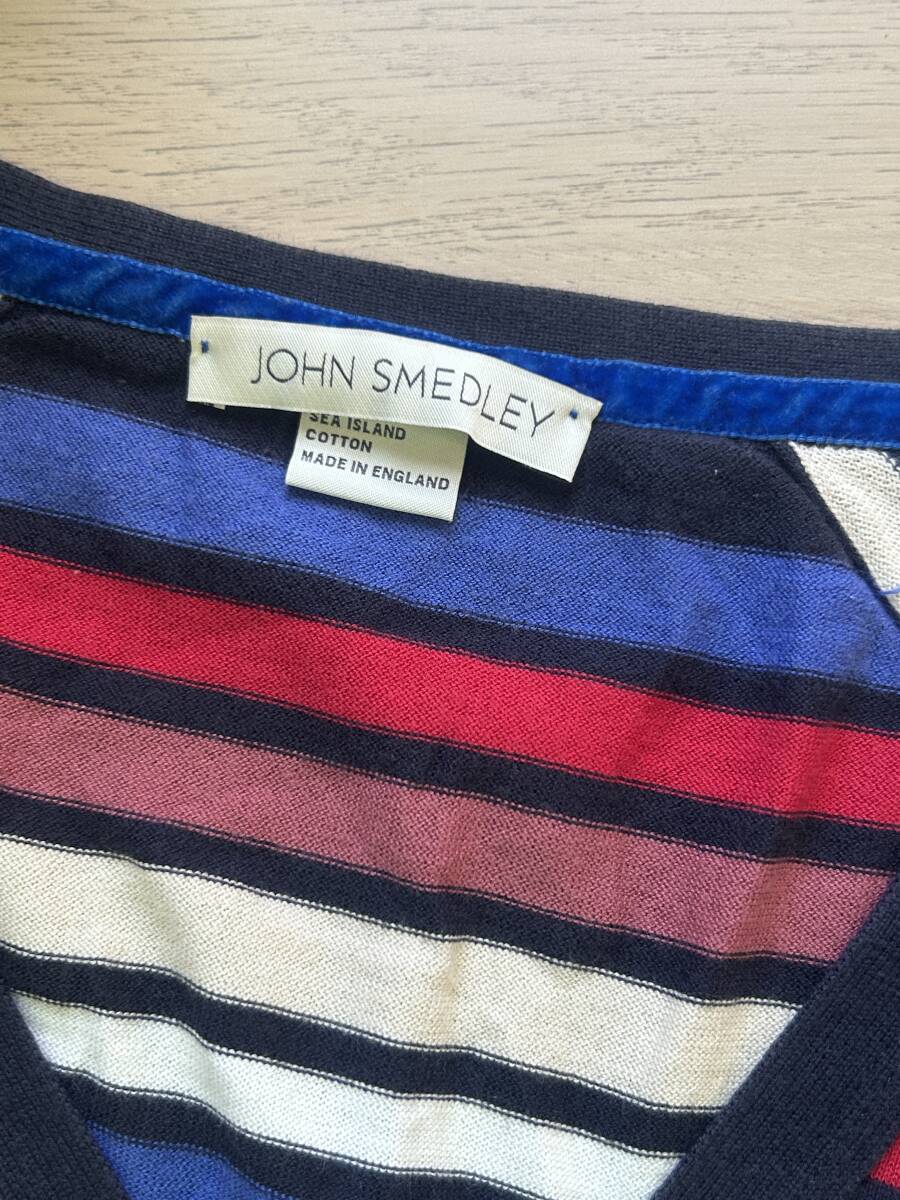 JOHN SMEDLEY
SEA ISLAND
COTTON
MADE IN ENGLAND